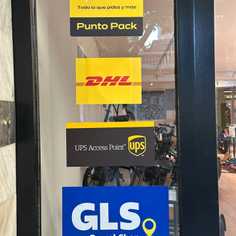 Todo lo que pidas y más
Punto Pack
DHL
UPS Access Point™
ups
GLS